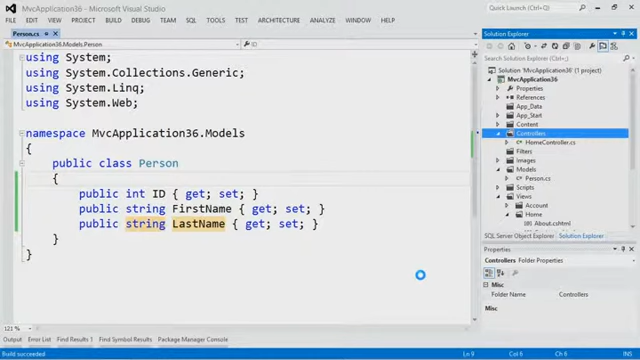 MvcApplication36 - Microsoft Visual Studio
Quick Launch (Ctrl+Q)
FILE EDIT VIEW PROJECT BUILD DEBUG TEAM SQL TOOLS TEST ARCHITECTURE ANALYZE WINDOW HELP
Person.cs
MvcApplication36.Models.Person
ID
using System;
using System.Collections.Generic;
using System.Linq;
using System.Web;
namespace MvcApplication36.Models
{
public class Person
{
public int ID { get; set; }
public string FirstName { get; set; }
public string LastName { get; set; }
}
}
121 %
Solution Explorer
Search Solution Explorer (Ctrl+;)
Solution 'MvcApplication36' (1 project)
MvcApplication36
Properties
References
App_Data
App_Start
Content
Controllers
HomeController.cs
Filters
Images
Models
Person.cs
Scripts
Views
Account
Home
About.cshtml
SQL Server Object Explorer Solution Explorer
Properties
Controllers Folder Properties
Misc
Folder Name Controllers
Misc
Output Error List Find Results 1 Find Symbol Results Package Manager Console
Build succeeded
Ln 9 Col 6 Ch 6 INS